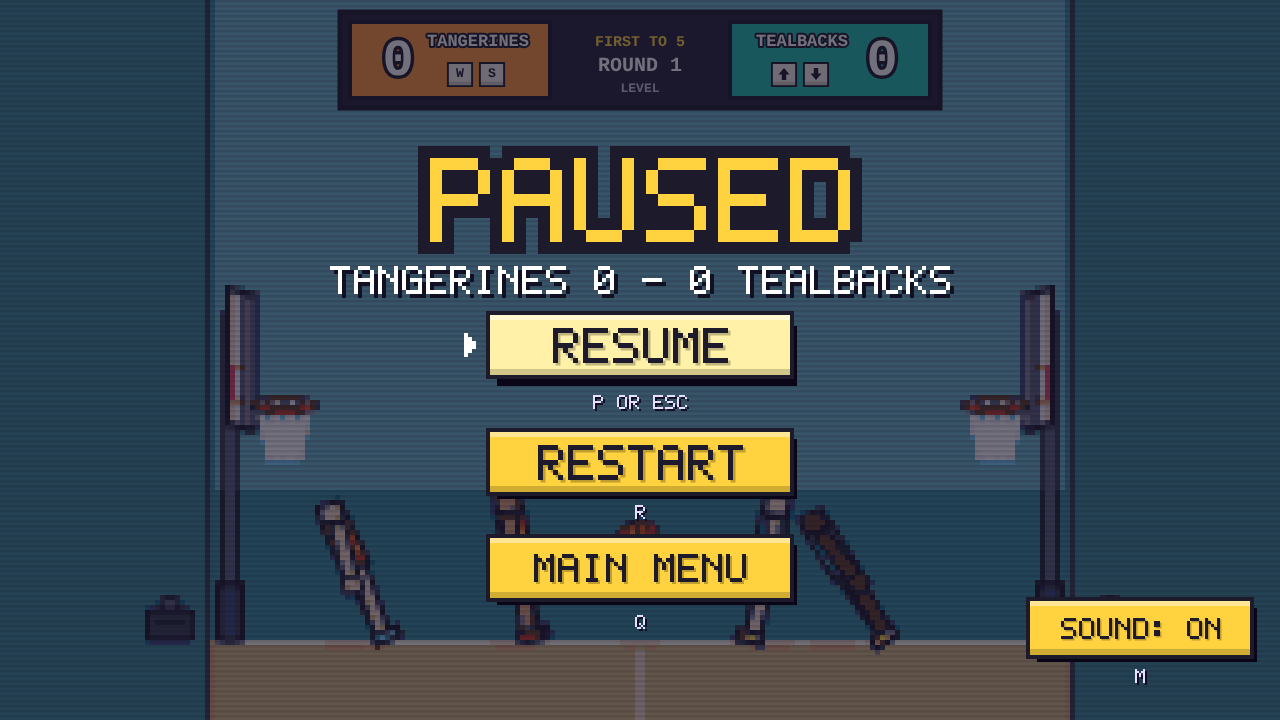 0 TANGERINES
W S
FIRST TO 5
ROUND 1
LEVEL
TEALBACKS 0
PAUSED
TANGERINES 0 - 0 TEALBACKS
RESUME
P OR ESC
RESTART
R
MAIN MENU
Q
SOUND: ON
M